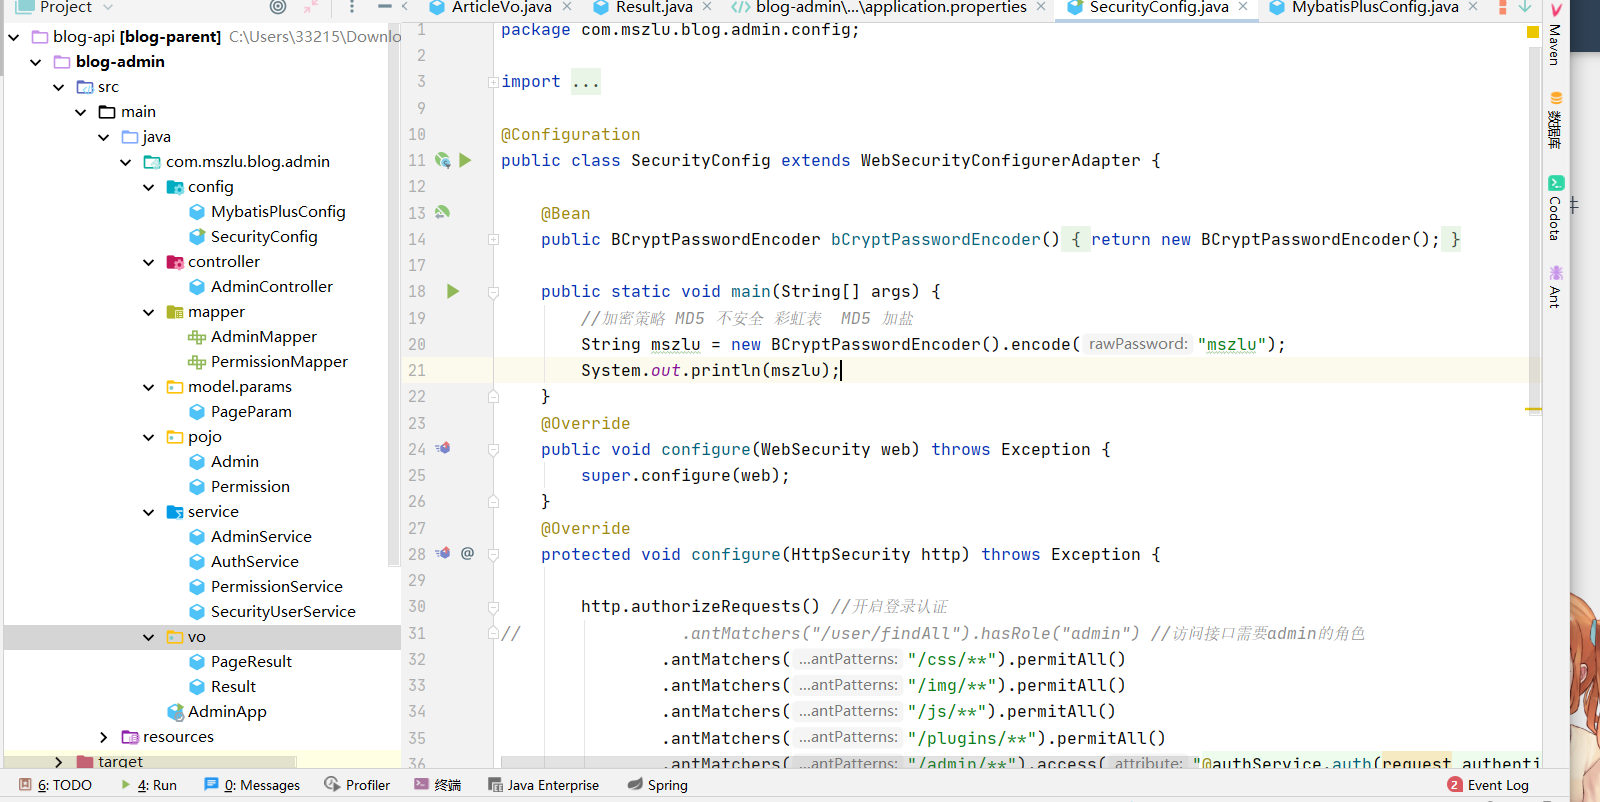 Project
ArticleVo.java
Result.java
blog-admin\...\application.properties
SecurityConfig.java
MybatisPlusConfig.java
blog-api [blog-parent] C:\Users\33215\Downlo
blog-admin
src
main
java
com.mszlu.blog.admin
config
MybatisPlusConfig
SecurityConfig
controller
AdminController
mapper
AdminMapper
PermissionMapper
model.params
PageParam
pojo
Admin
Permission
service
AdminService
AuthService
PermissionService
SecurityUserService
vo
PageResult
Result
AdminApp
resources
target
1 package com.mszlu.blog.admin.config;
2
3 import ...
9
10 @Configuration
11 public class SecurityConfig extends WebSecurityConfigurerAdapter {
12
13 @Bean
14 public BCryptPasswordEncoder bCryptPasswordEncoder() { return new BCryptPasswordEncoder(); }
17
18 public static void main(String[] args) {
19 //加密策略 MD5 不安全 彩虹表 MD5 加盐
20 String mszlu = new BCryptPasswordEncoder().encode( rawPassword: "mszlu");
21 System.out.println(mszlu);
22 }
23 @Override
24 public void configure(WebSecurity web) throws Exception {
25 super.configure(web);
26 }
27 @Override
28 @ protected void configure(HttpSecurity http) throws Exception {
29
30 http.authorizeRequests() //开启登录认证
31 // .antMatchers("/user/findAll").hasRole("admin") //访问接口需要admin的角色
32 .antMatchers( ...antPatterns: "/css/**").permitAll()
33 .antMatchers( ...antPatterns: "/img/**").permitAll()
34 .antMatchers( ...antPatterns: "/js/**").permitAll()
35 .antMatchers( ...antPatterns: "/plugins/**").permitAll()
36 .antMatchers( ...antPatterns: "/admin/**").access( attribute: "@authService.auth(request,authenti
Maven
数据库
Codota
Ant
6: TODO
4: Run
0: Messages
Profiler
终端
Java Enterprise
Spring
2 Event Log